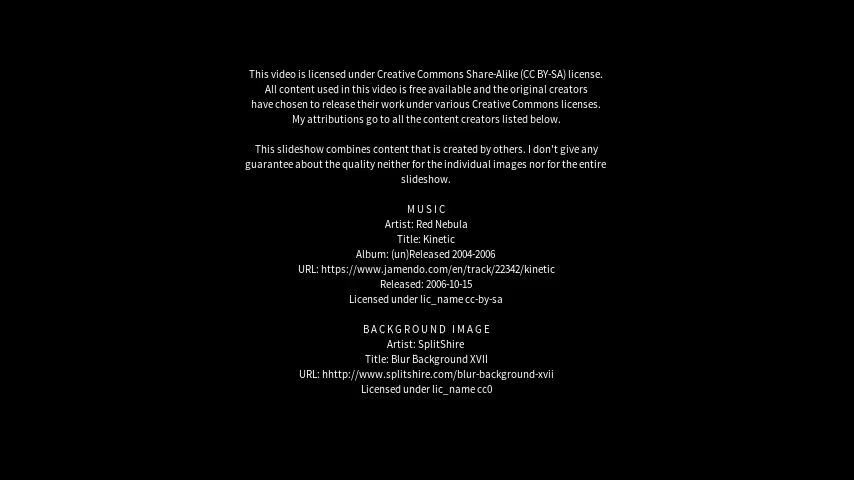 This video is licensed under Creative Commons Share-Alike (CC BY-SA) license.
All content used in this video is free available and the original creators
have chosen to release their work under various Creative Commons licenses.
My attributions go to all the content creators listed below.
This slideshow combines content that is created by others. I don't give any
guarantee about the quality neither for the individual images nor for the entire
slideshow.
MUSIC
Artist: Red Nebula
Title: Kinetic
Album: (un)Released 2004-2006
URL: https://www.jamendo.com/en/track/22342/kinetic
Released: 2006-10-15
Licensed under lic_name cc-by-sa
BACKGROUND IMAGE
Artist: SplitShire
Title: Blur Background XVII
URL: hhttp://www.splitshire.com/blur-background-xvii
Licensed under lic_name cc0